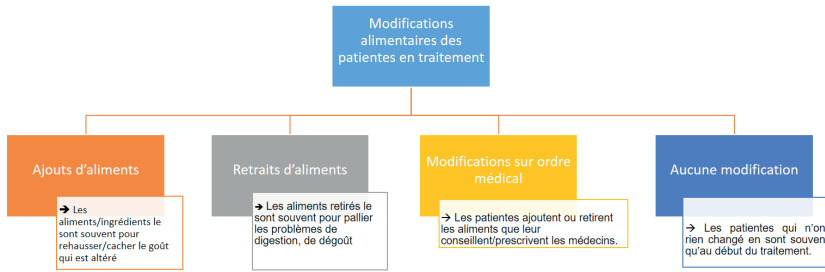 Modifications
alimentaires des
patientes en traitement
Ajouts d'aliments
Retraits d'aliments
Modifications sur ordre
médical
Aucune modification
➔ Les
aliments/ingrédients le
sont souvent pour
rehausser/cacher le goût
qui est altéré
➔ Les aliments retirés le
sont souvent pour pallier
les problèmes de
digestion, de dégoût
→ Les patientes ajoutent ou retirent
les aliments que leur
conseillent/prescrivent les médecins.
→ Les patientes qui n'on
rien changé en sont souven
qu'au début du traitement.